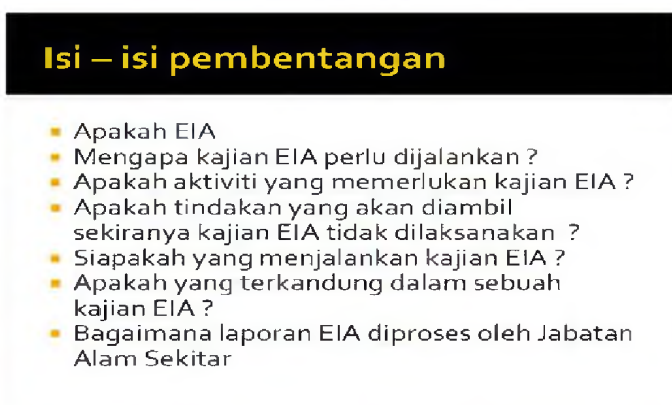 Isi – isi pembentangan
Apakah EIA
Mengapa kajian EIA perlu dijalankan ?
Apakah aktiviti yang memerlukan kajian EIA ?
Apakah tindakan yang akan diambil
sekiranya kajian EIA tidak dilaksanakan ?
Siapakah yang menjalankan kajian EIA ?
Apakah yang terkandung dalam sebuah
kajian EIA ?
Bagaimana laporan EIA diproses oleh Jabatan
Alam Sekitar